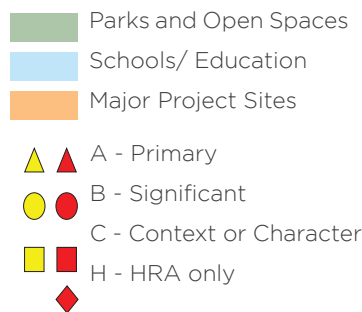 Parks and Open Spaces
Schools/ Education
Major Project Sites
A - Primary
B - Significant
C - Context or Character
H - HRA only